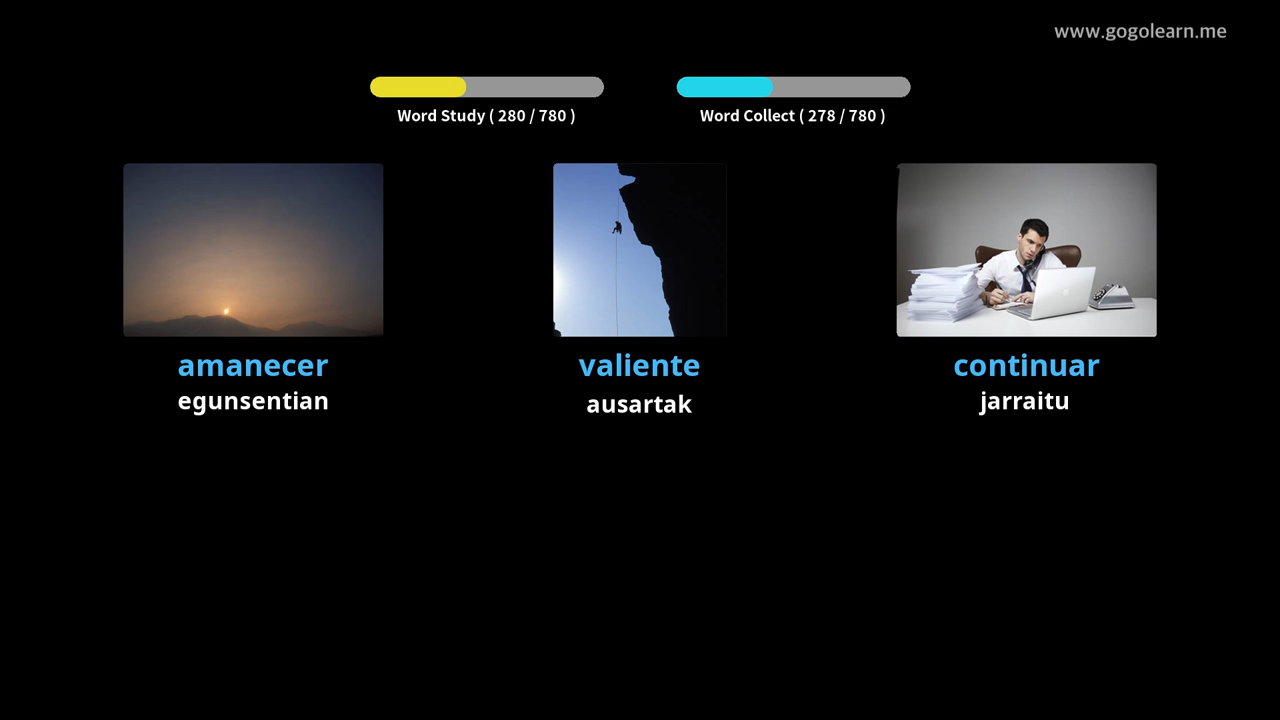 www.gogolearn.me
Word Study ( 280 / 780 )
Word Collect ( 278 / 780 )
amanecer
egunsentian
valiente
ausartak
continuar
jarraitu